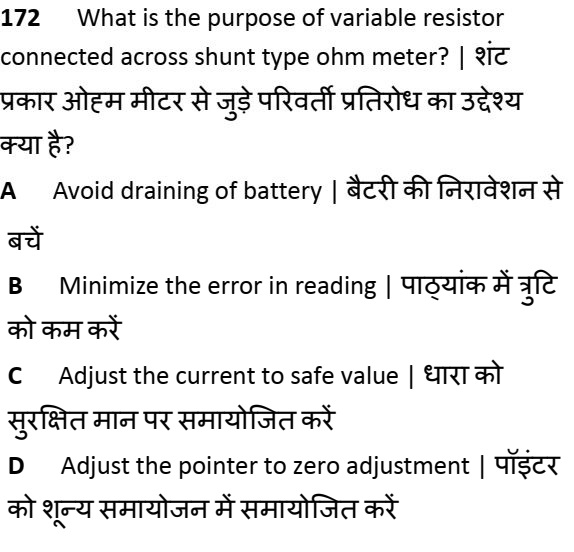 172 What is the purpose of variable resistor
connected across shunt type ohm meter? | शंट
प्रकार ओह्म मीटर से जुड़े परिवर्ती प्रतिरोध का उद्देश्य
क्या है?
A Avoid draining of battery | बैटरी की निरावेशन से
बचें
B Minimize the error in reading | पाठ्यांक में त्रुटि
को कम करें
C Adjust the current to safe value | धारा को
सुरक्षित मान पर समायोजित करें
D Adjust the pointer to zero adjustment | पॉइंटर
को शून्य समायोजन में समायोजित करें